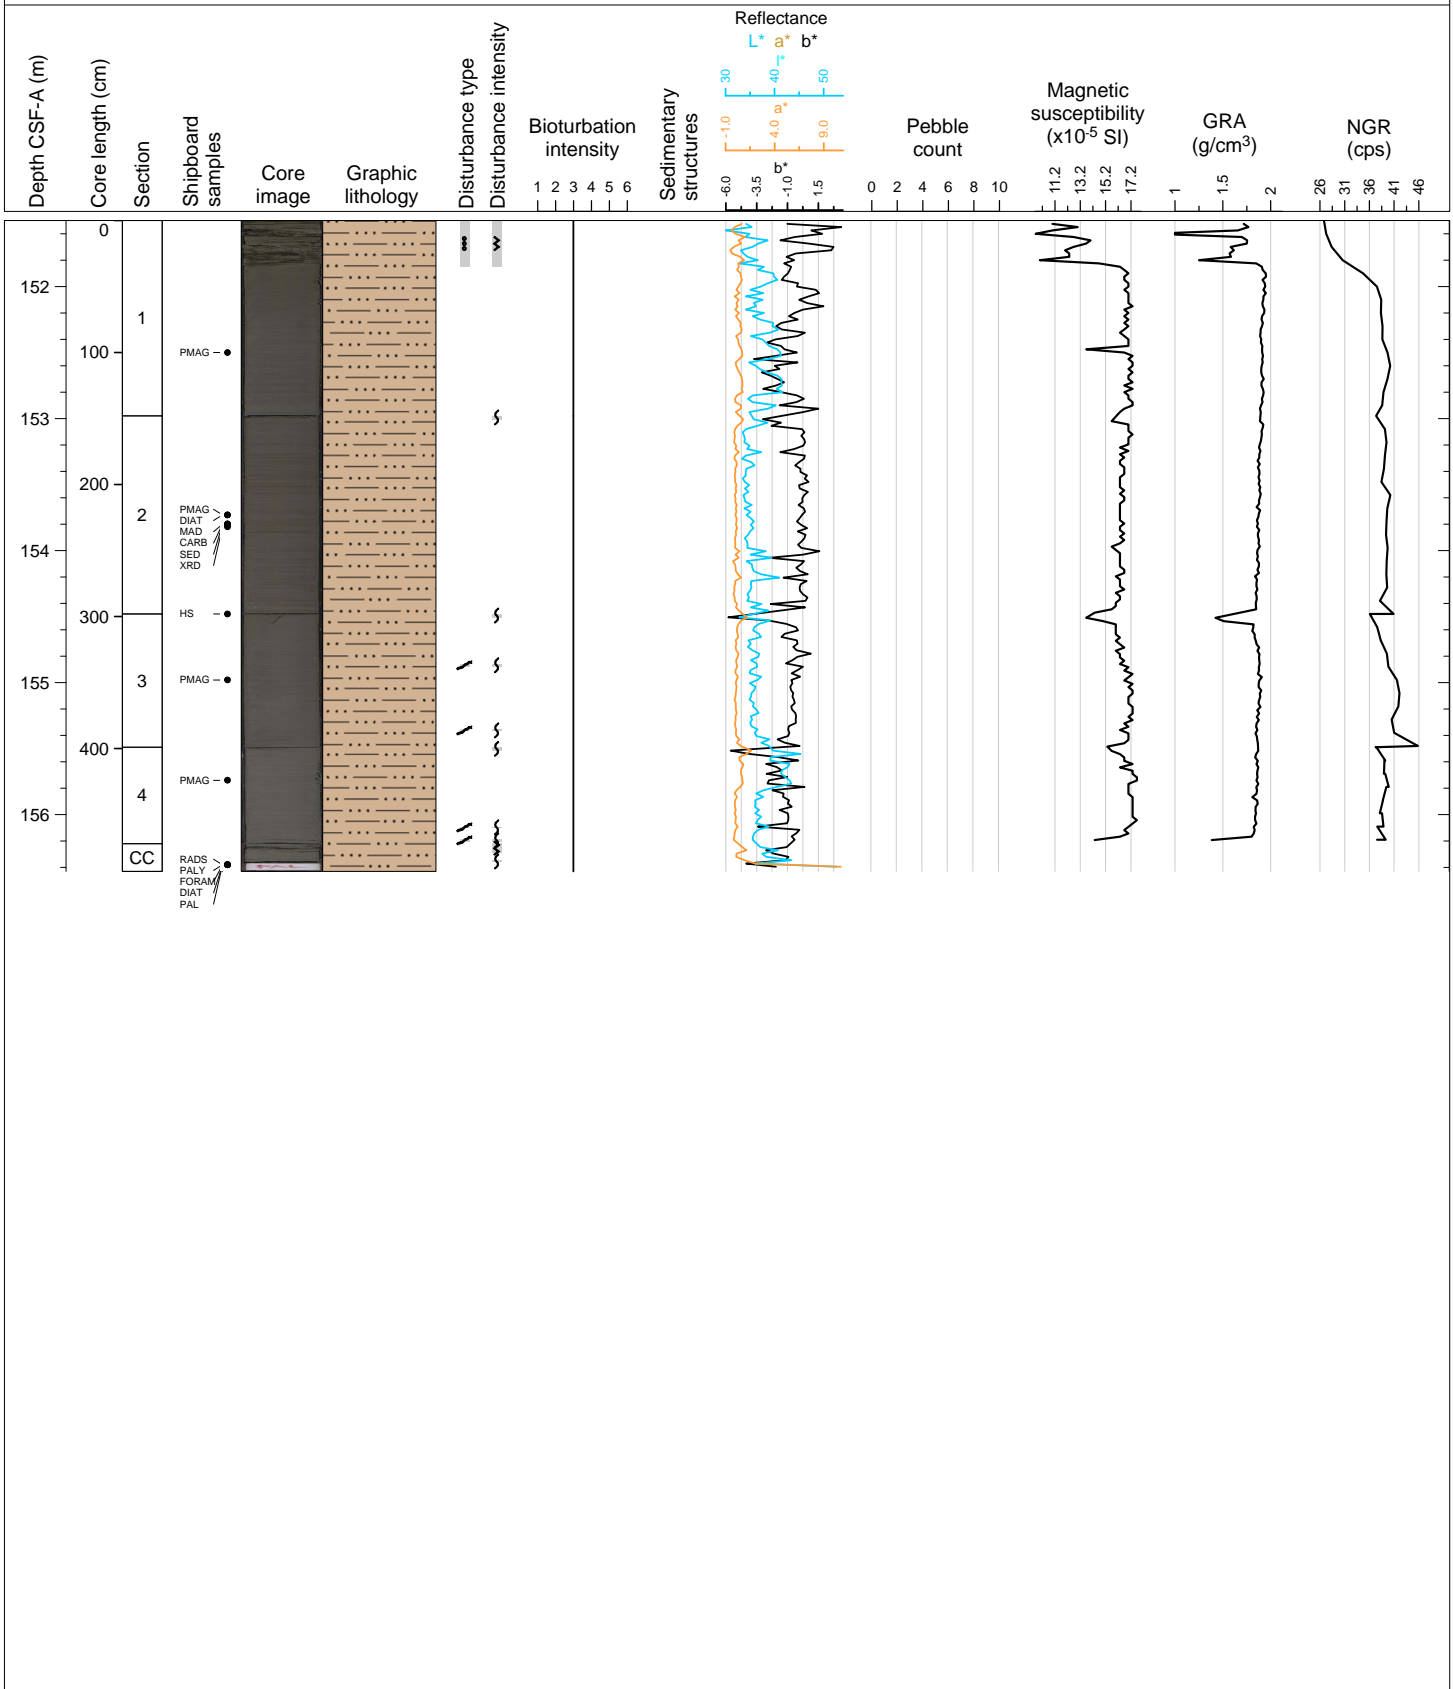 Depth CSF-A (m)
Core length (cm)
Section
Shipboard
samples
Core
image
Graphic
lithology
Disturbance type
Disturbance intensity
Bioturbation
intensity
1 2 3 4 5 6
Sedimentary
structures
Reflectance
L* a* b*
L*
30 40 50
a*
-1.0 4.0 9.0
b*
-6.0 -3.5 -1.0 1.5
Pebble
count
0 2 4 6 8 10
Magnetic
susceptibility
(x10-5 SI)
11.2 13.2 15.2 17.2
GRA
(g/cm3)
1 1.5 2
NGR
(cps)
26 31 36 41 46
0
152
1
PMAG
100
153
200
2
PMAG
DIAT
MAD
CARB
SED
XRD
154
HS
300
3
PMAG
155
400
PMAG
4
156
CC
RADS
PALY
FORAM
DIAT
PAL